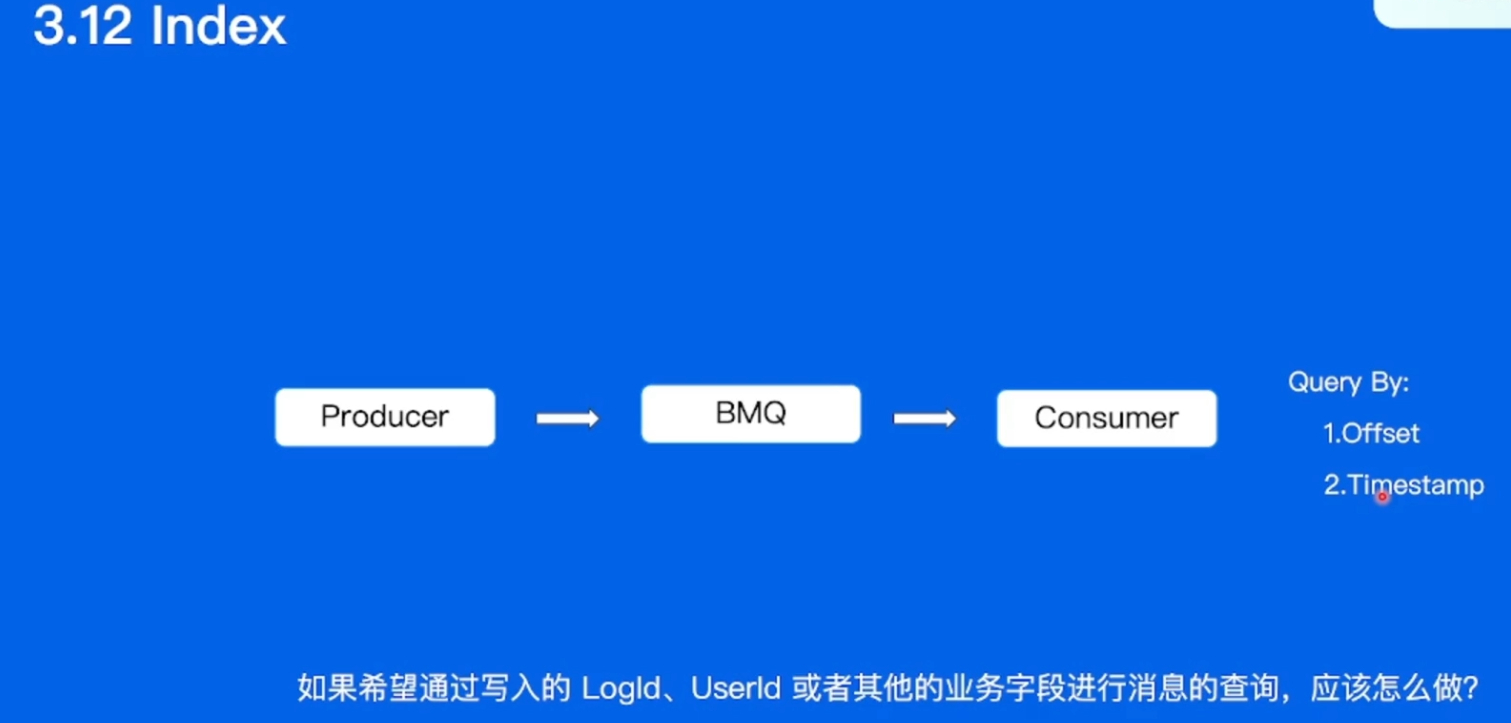 3.12 Index
Producer
BMQ
Consumer
Query By:
1.Offset
2.Timestamp
如果希望通过写入的 LogId、UserId 或者其他的业务字段进行消息的查询，应该怎么做？